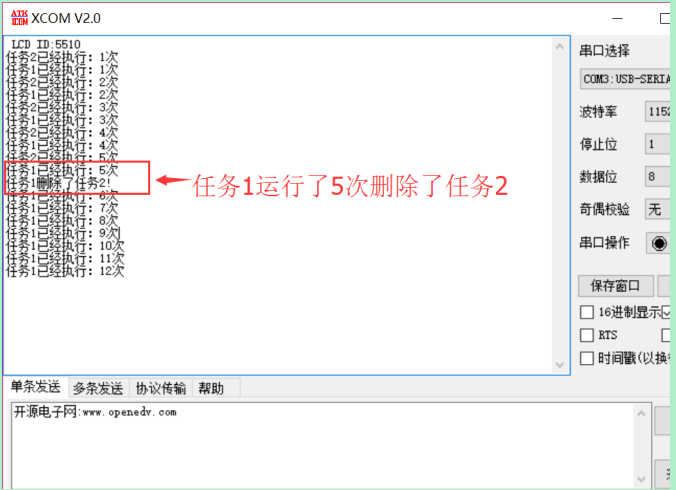 ATK XCOM XCOM V2.0
LCD ID:5510
任务2已经执行：1次
任务1已经执行：1次
任务2已经执行：2次
任务1已经执行：2次
任务2已经执行：3次
任务1已经执行：3次
任务2已经执行：4次
任务1已经执行：4次
任务2已经执行：5次
任务1已经执行：5次
任务1删除了任务2!
任务1已经执行：6次
任务1已经执行：7次
任务1已经执行：8次
任务1已经执行：9次
任务1已经执行：10次
任务1已经执行：11次
任务1已经执行：12次
任务1运行了5次删除了任务2
串口选择
COM3:USB-SERIA
波特率 1152
停止位 1
数据位 8
奇偶校验 无
串口操作
保存窗口
16进制显示
RTS
时间戳(以换
单条发送 多条发送 协议传输 帮助
开源电子网:www.openedv.com